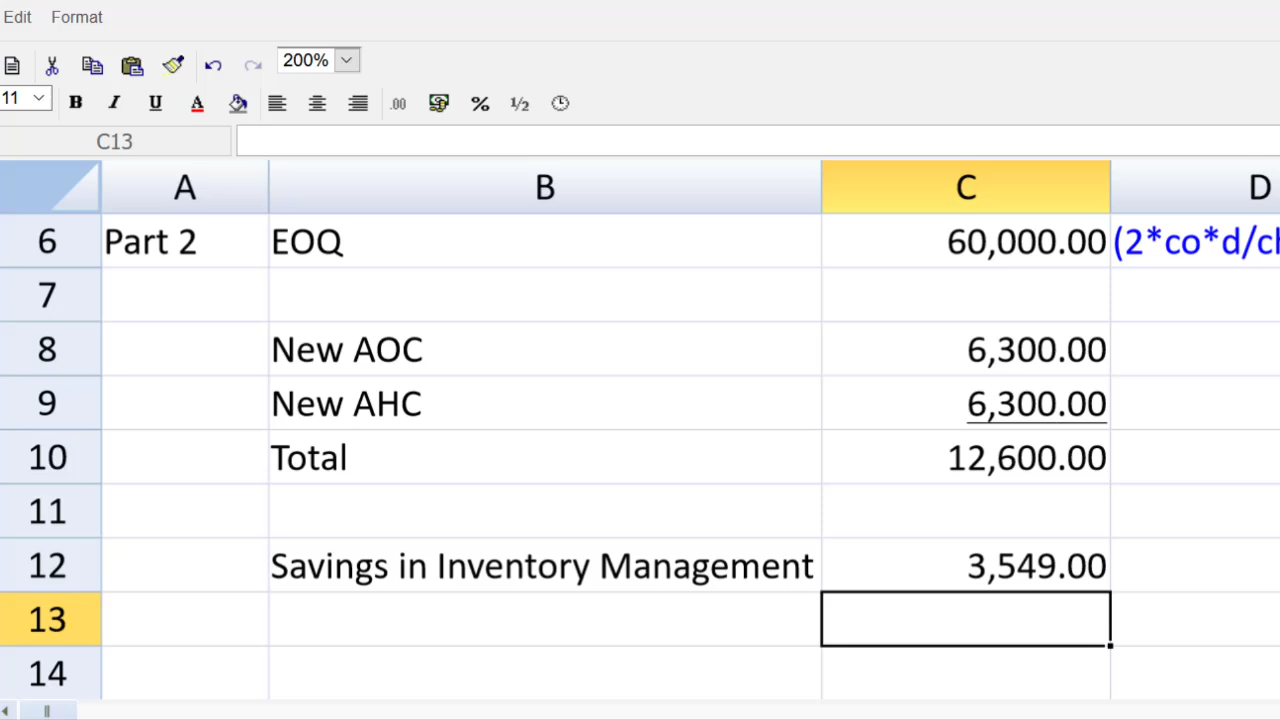 Edit Format
200%
11 B I U A .00 % ½
C13
A B C D
6 Part 2 EOQ 60,000.00 (2*co*d/ch
7
8 New AOC 6,300.00
9 New AHC 6,300.00
10 Total 12,600.00
11
12 Savings in Inventory Management 3,549.00
13
14